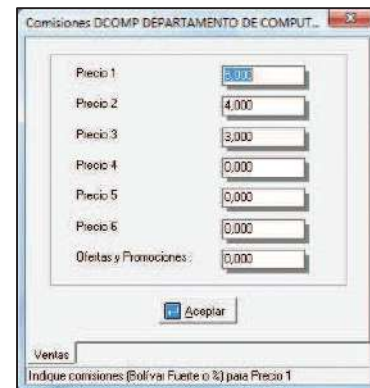 Comisiones DCOMP DEPARTAMENTO DE COMPUT...
Precio 1 5,000
Precio 2 4,000
Precio 3 3,000
Precio 4 0,000
Precio 5 0,000
Precio 6 0,000
Ofertas y Promociones : 0,000
Aceptar
Ventas
Indique comisiones (Bolívar Fuerte o %) para Precio 1